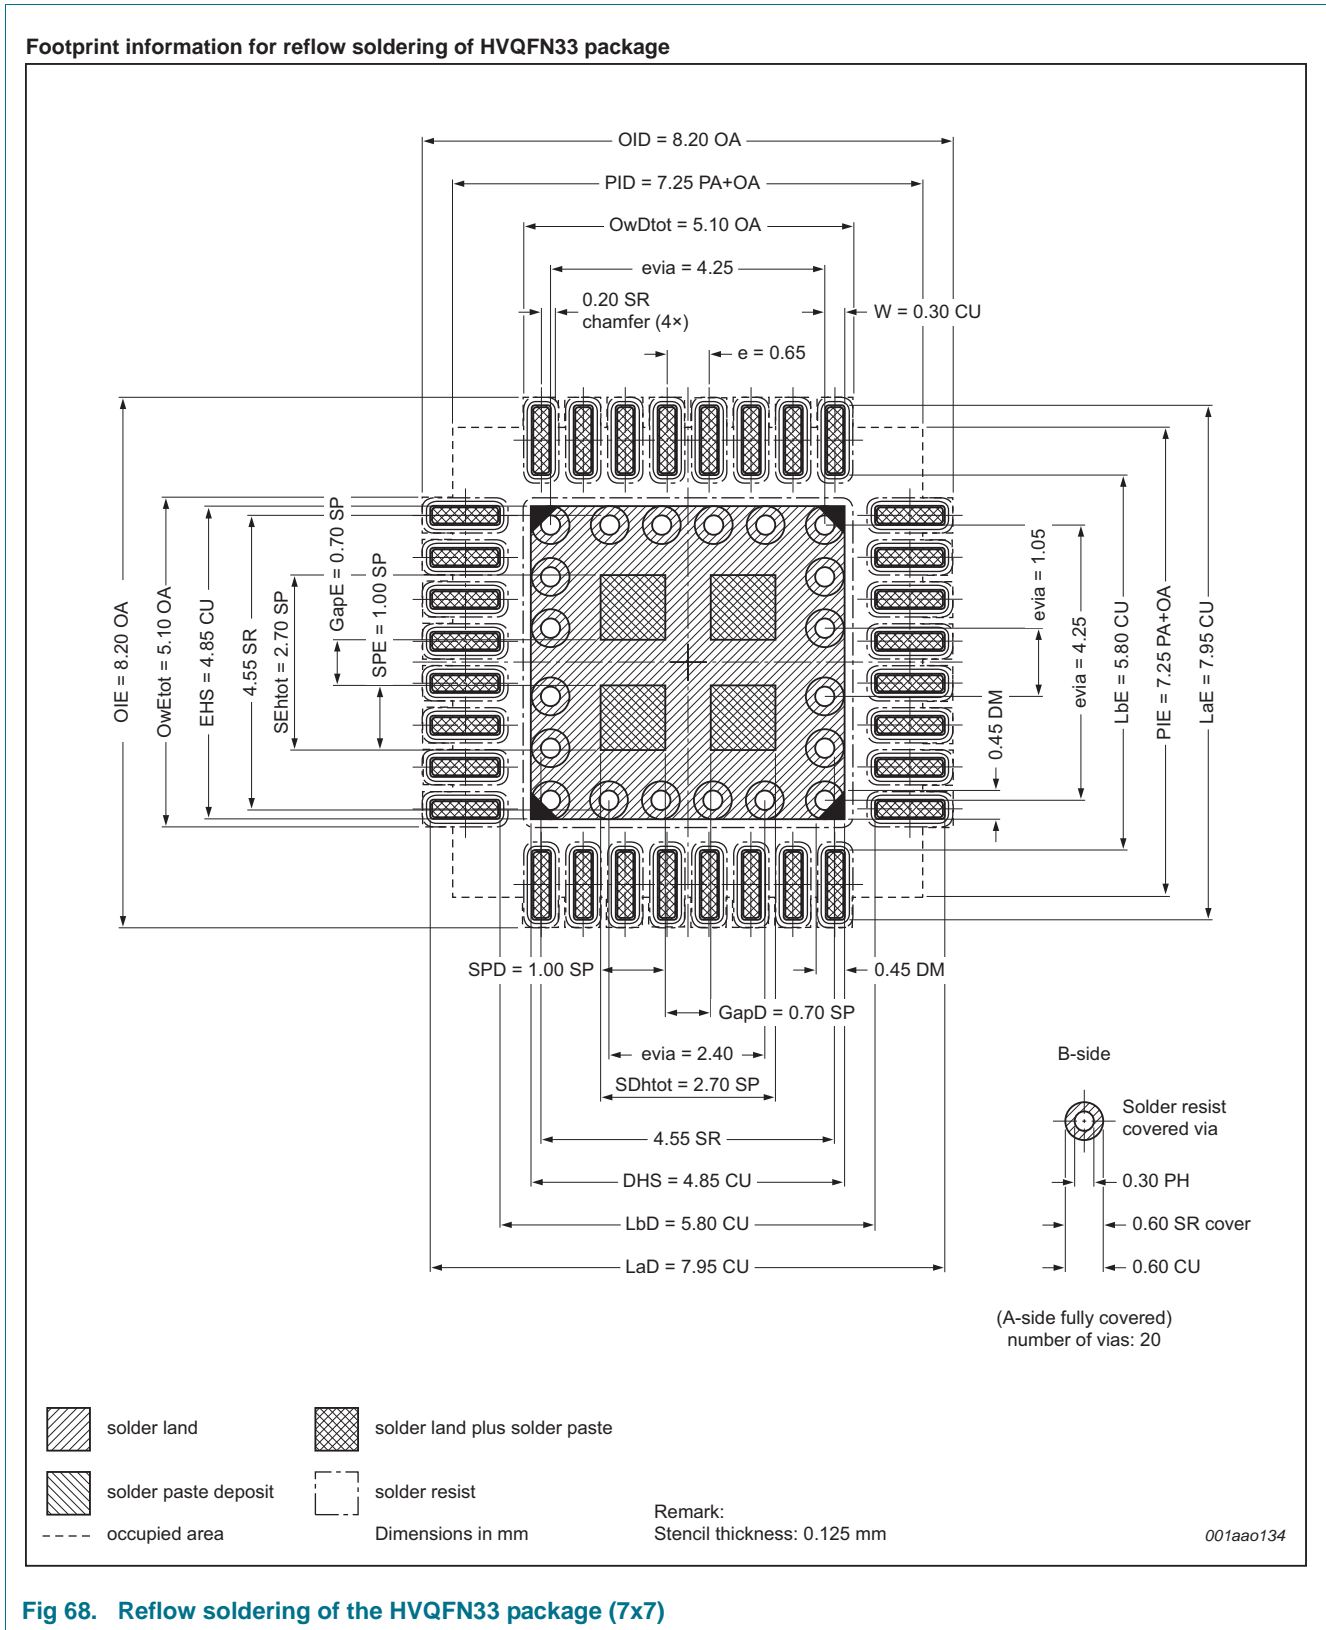 Footprint information for reflow soldering of HVQFN33 package
OID = 8.20 OA
PID = 7.25 PA+OA
OwDtot = 5.10 OA
evia = 4.25
0.20 SR
chamfer (4×)
W = 0.30 CU
e = 0.65
OIE = 8.20 OA
OwEtot = 5.10 OA
EHS = 4.85 CU
4.55 SR
SEhtot = 2.70 SP
GapE = 0.70 SP
SPE = 1.00 SP
0.45 DM
evia = 1.05
evia = 4.25
LbE = 5.80 CU
PIE = 7.25 PA+OA
LaE = 7.95 CU
SPD = 1.00 SP
0.45 DM
GapD = 0.70 SP
evia = 2.40
SDhtot = 2.70 SP
4.55 SR
DHS = 4.85 CU
LbD = 5.80 CU
LaD = 7.95 CU
B-side
Solder resist
covered via
0.30 PH
0.60 SR cover
0.60 CU
(A-side fully covered)
number of vias: 20
solder land
solder land plus solder paste
solder paste deposit
solder resist
occupied area
Dimensions in mm
Remark:
Stencil thickness: 0.125 mm
001aao134
Fig 68. Reflow soldering of the HVQFN33 package (7x7)